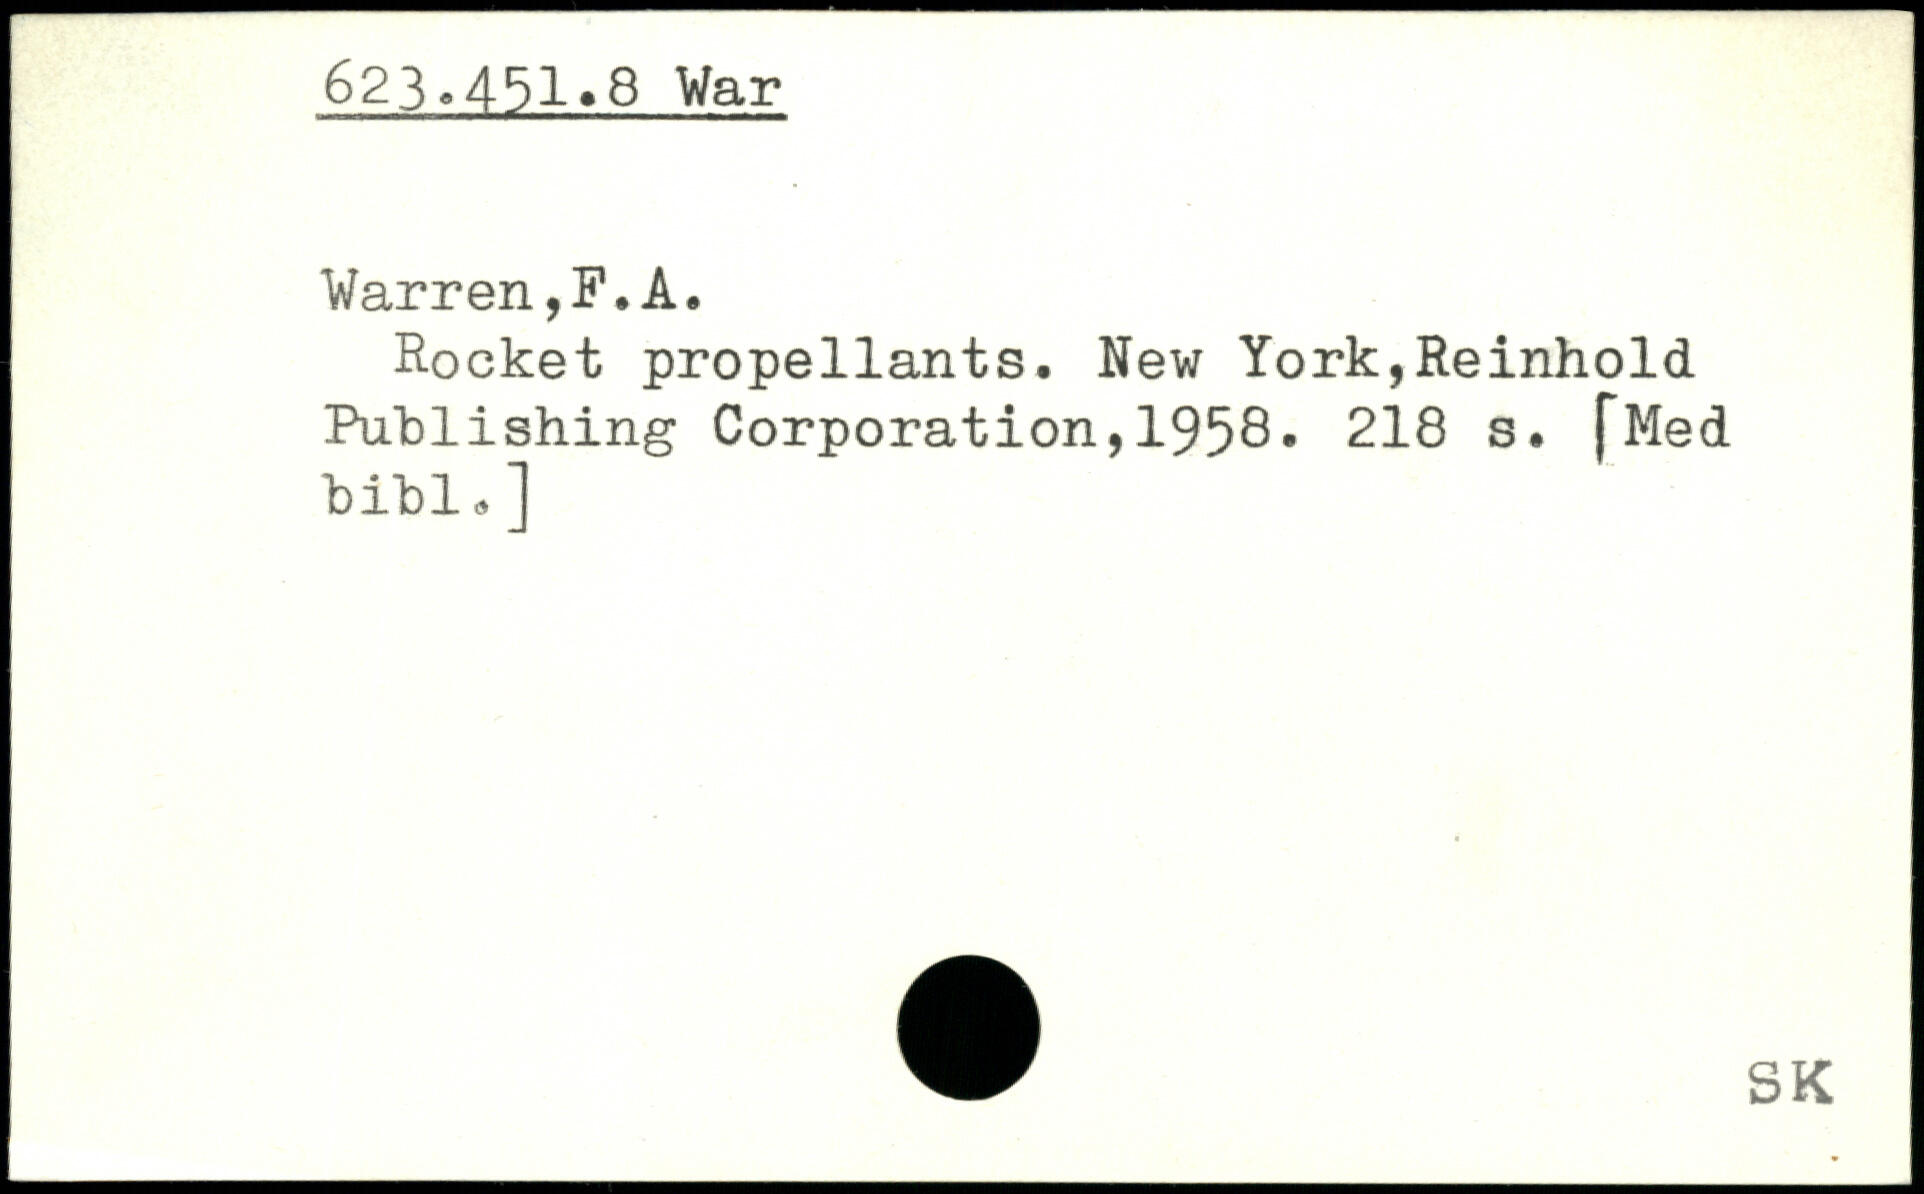 623.451.8 War
Warren,F.A.
Rocket propellants. New York,Reinhold
Publishing Corporation,1958. 218 s. [Med
bibl.]
SK